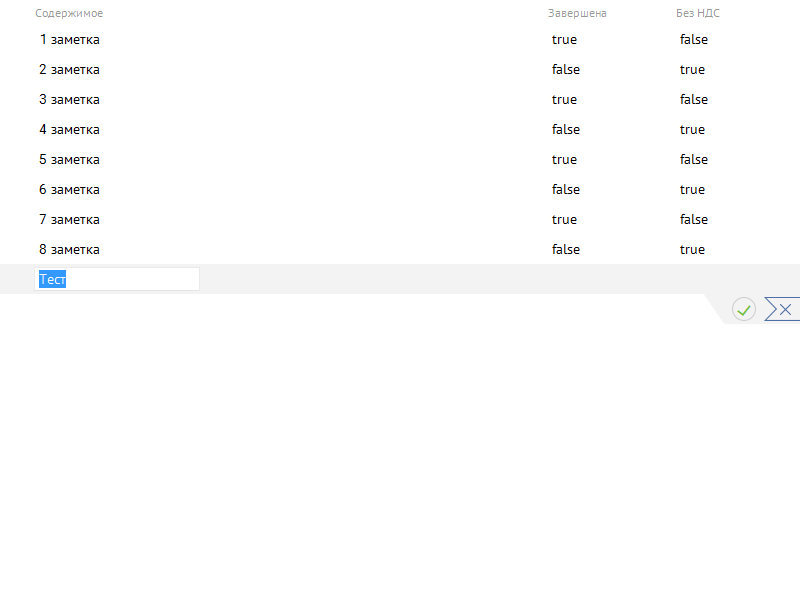 Содержимое Завершена Без НДС
1 заметка true false
2 заметка false true
3 заметка true false
4 заметка false true
5 заметка true false
6 заметка false true
7 заметка true false
8 заметка false true
Тест